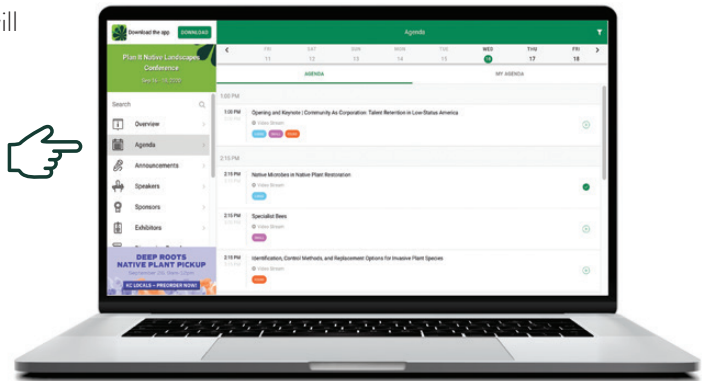 ill
Download the app DOWNLOAD
Agenda
Plan It Native Landscapes
Conference
Search
Overview
Agenda
Announcements
Speakers
Sponsors
Exhibitors
DEEP ROOTS
NATIVE PLANT PICKUP
KC LOCALS – PREORDER NOW!
FRI SAT SUN MON TUE WED THU FRI
11 12 13 14 15 16 17 18
AGENDA MY AGENDA
1:00 PM
1:00 PM Opening and Keynote | Community As Corporation: Talent Retention in Low-Status America
Video Stream
2:15 PM
2:15 PM Native Microbes in Native Plant Restoration
Video Stream
2:15 PM Specialist Bees
Video Stream
2:15 PM Identification, Control Methods, and Replacement Options for Invasive Plant Species
Video Stream